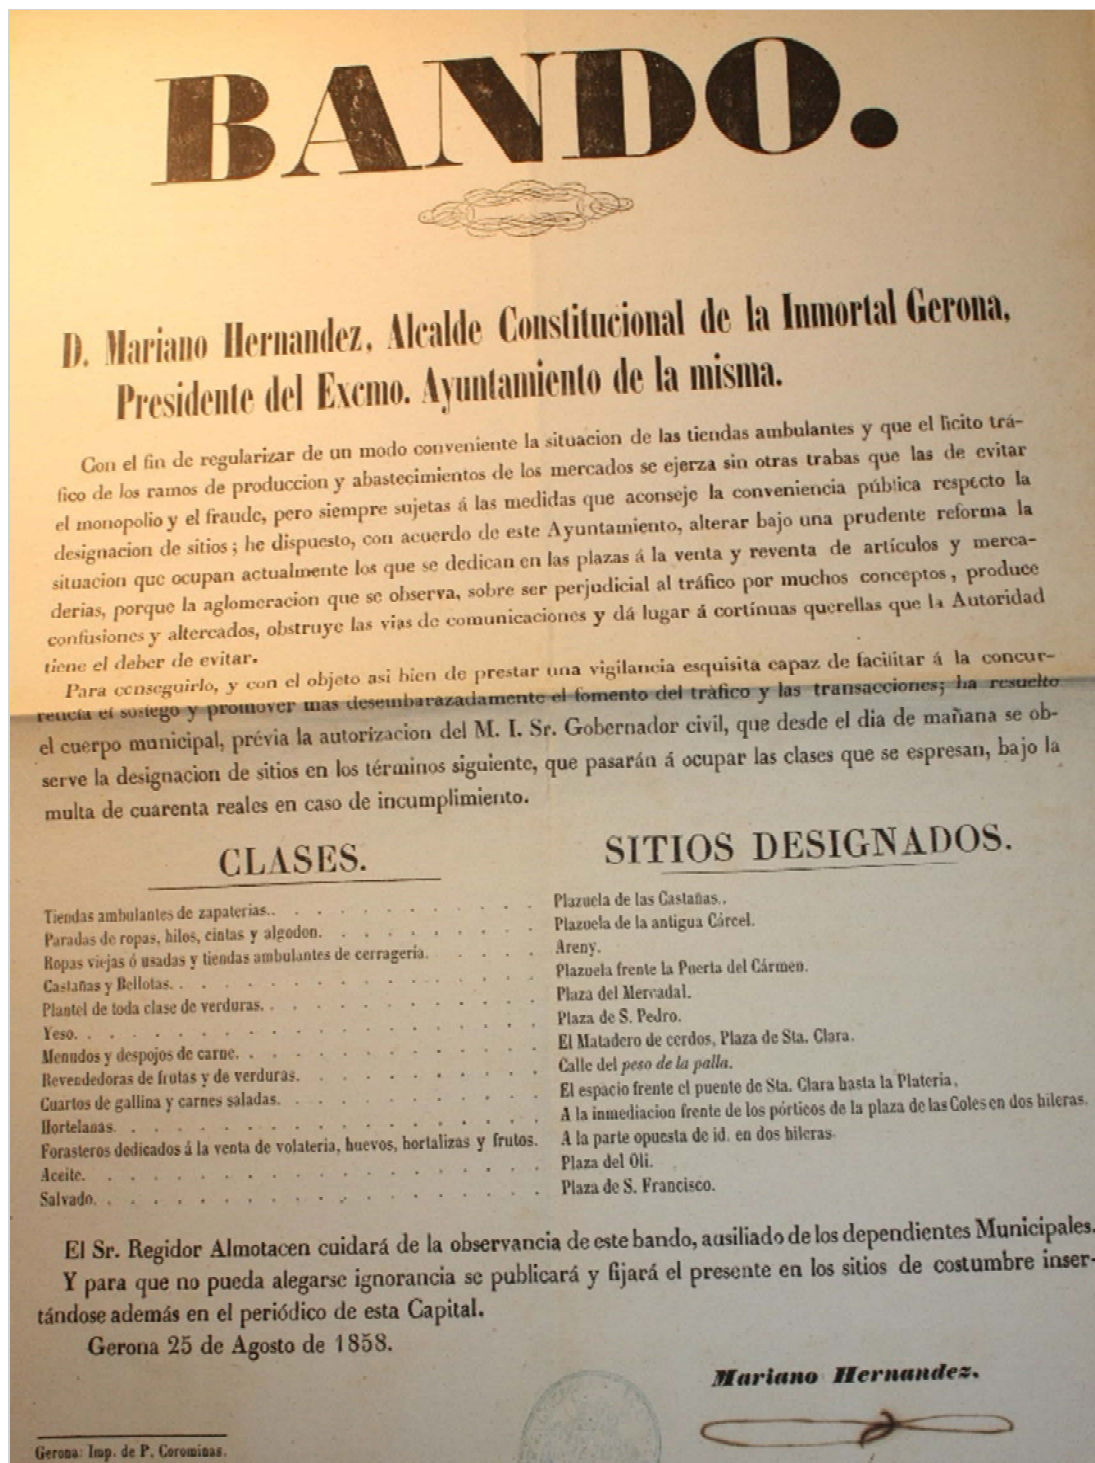 BANDO.
D. Mariano Hernandez, Alcalde Constitucional de la Inmortal Gerona,
Presidente del Excmo. Ayuntamiento de la misma.
Con el fin de regularizar de un modo conveniente la situacion de las tiendas ambulantes y que el lícito trá-
fico de los ramos de produccion y abastecimientos de los mercados se ejerza sin otras trabas que las de evitar
el monopolio y el fraude, pero siempre sujetas á las medidas que aconseje la conveniencia pública respecto la
designacion de sitios; he dispuesto, con acuerdo de este Ayuntamiento, alterar bajo una prudente reforma la
situacion que ocupan actualmente los que se dedican en las plazas á la venta y reventa de artículos y merca-
derias, porque la aglomeracion que se observa, sobre ser perjudicial al tráfico por muchos conceptos, produce
confusiones y altercados, obstruye las vias de comunicaciones y dá lugar á cortínuas querellas que la Autoridad
tiene el deber de evitar.
Para conseguirlo, y con el objeto asi bien de prestar una vigilancia esquisita capaz de facilitar á la concur-
rencia el sosiego y promover mas desembarazadamente el fomento del tràfico y las transacciones; ha resuelto
el cuerpo municipal, prévia la autorizacion del M. I. Sr. Gobernador civil, que desde el dia de mañana se ob-
serve la designacion de sitios en los términos siguiente, que pasarán á ocupar las clases que se espresan, bajo la
multa de cuarenta reales en caso de incumplimiento.
CLASES. SITIOS DESIGNADOS.
Tiendas ambulantes de zapaterias. . . . . . . . . . . . Plazuela de las Castañas..
Paradas de ropas, hilos, cintas y algodon. . . . . . . . . . Plazuela de la antigua Cárcel.
Ropas viejas ó usadas y tiendas ambulantes de cerragería. . . . . Areny.
Castañas y Bellotas. . . . . . . . . . . . . . . Plazuela frente la Puerta del Cármen.
Plantel de toda clase de verduras. . . . . . . . . . . . Plaza del Mercadal.
Yeso. . . . . . . . . . . . . . . . . . Plaza de S. Pedro.
Menudos y despojos de carne. . . . . . . . . . . . . El Matadero de cerdos, Plaza de Sta. Clara.
Revendedoras de frutas y de verduras. . . . . . . . . . . Calle del peso de la palla.
Cuartos de gallina y carnes saladas. . . . . . . . . . . . El espacio frente el puente de Sta. Clara hasta la Plateria.
Hortelanas. . . . . . . . . . . . . . . . . A la inmediacion frente de los pórticos de la plaza de las Coles en dos hileras.
Forasteros dedicados á la venta de volateria, huevos, hortalizas y frutos. A la parte opuesta de id. en dos hileras.
Aceite. . . . . . . . . . . . . . . . . . Plaza del Oli.
Salvado. . . . . . . . . . . . . . . . . . Plaza de S. Francisco.
El Sr. Regidor Almotacen cuidará de la observancia de este bando, ausiliado de los dependientes Municipales.
Y para que no pueda alegarse ignorancia se publicará y fijará el presente en los sitios de costumbre inser-
tándose además en el periódico de esta Capital.
Gerona 25 de Agosto de 1858.
Mariano Hernandez.
Gerona: Imp. de P. Corominas.